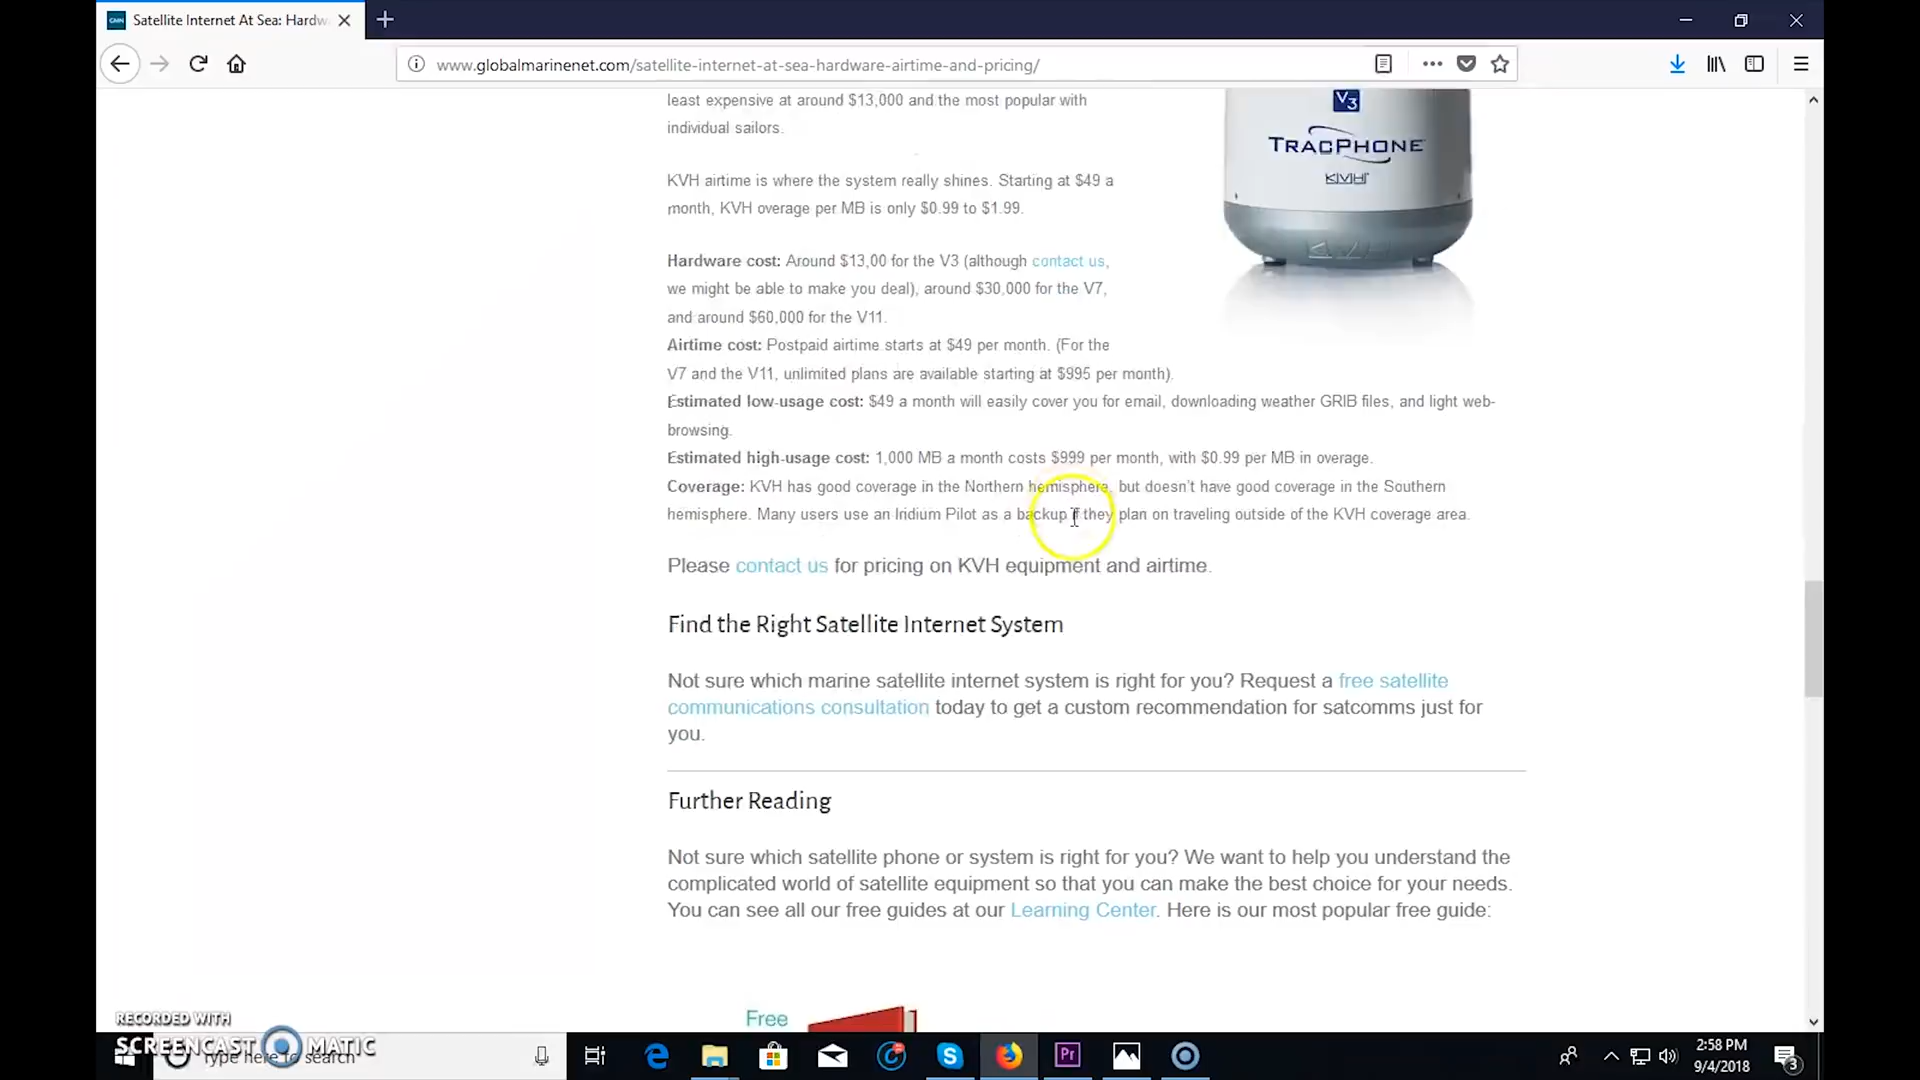 Satellite Internet At Sea: Hardw
www.globalmarinenet.com/satellite-internet-at-sea-hardware-airtime-and-pricing/
least expensive at around $13,000 and the most popular with
individual sailors.
V3
TRACPHONE
KVH
KVH
KVH airtime is where the system really shines. Starting at $49 a
month, KVH overage per MB is only $0.99 to $1.99.
Hardware cost: Around $13,00 for the V3 (although contact us,
we might be able to make you deal), around $30,000 for the V7,
and around $60,000 for the V11.
Airtime cost: Postpaid airtime starts at $49 per month. (For the
V7 and the V11, unlimited plans are available starting at $995 per month).
Estimated low-usage cost: $49 a month will easily cover you for email, downloading weather GRIB files, and light web-
browsing.
Estimated high-usage cost: 1,000 MB a month costs $999 per month, with $0.99 per MB in overage.
Coverage: KVH has good coverage in the Northern hemisphere, but doesn't have good coverage in the Southern
hemisphere. Many users use an Iridium Pilot as a backup if they plan on traveling outside of the KVH coverage area.
Please contact us for pricing on KVH equipment and airtime.
Find the Right Satellite Internet System
Not sure which marine satellite internet system is right for you? Request a free satellite
communications consultation today to get a custom recommendation for satcomms just for
you.
Further Reading
Not sure which satellite phone or system is right for you? We want to help you understand the
complicated world of satellite equipment so that you can make the best choice for your needs.
You can see all our free guides at our Learning Center. Here is our most popular free guide:
Free
RECORDED WITH
SCREENCAST MATIC
Type here to search
Pr
2:58 PM
9/4/2018
3